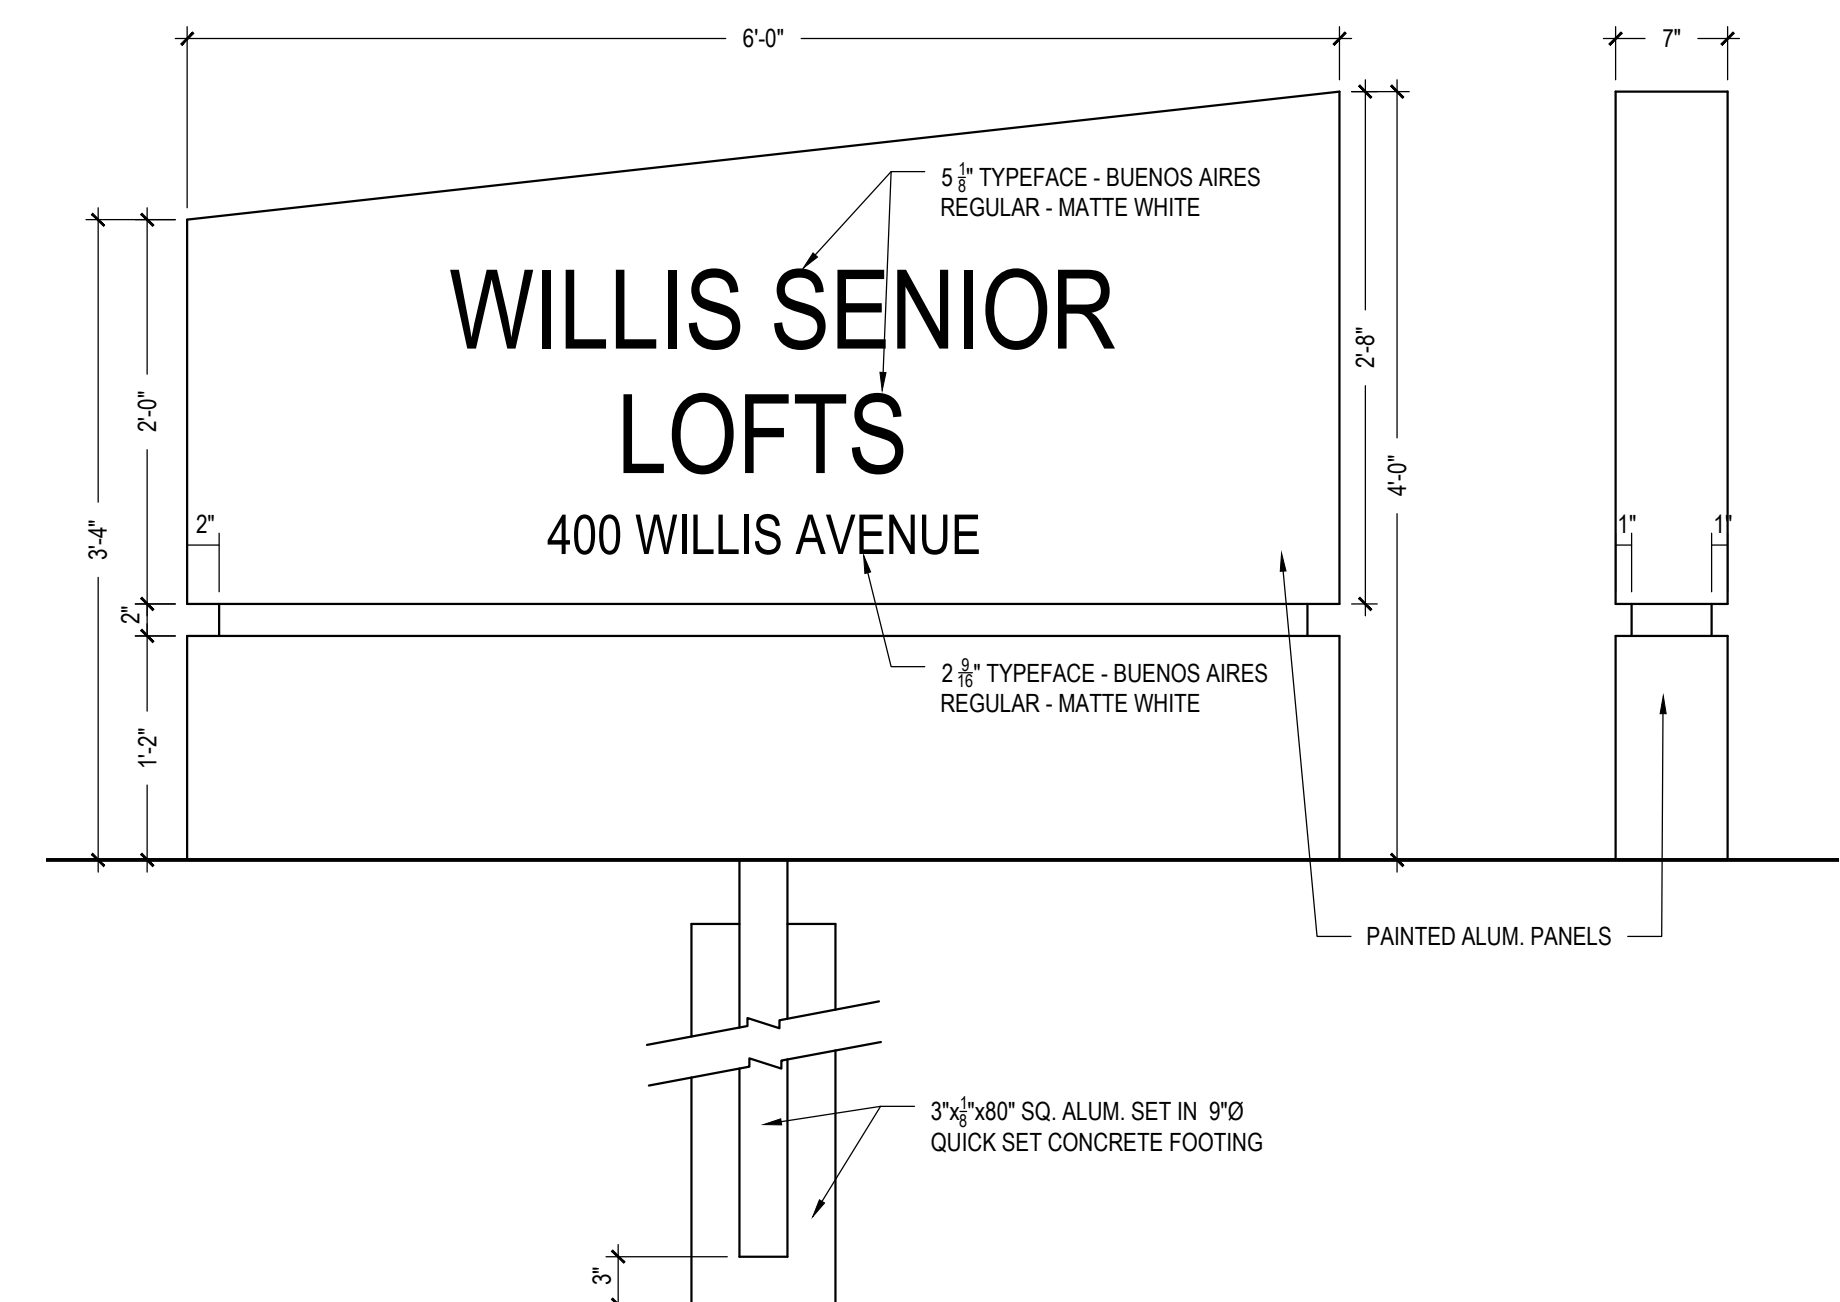 6'-0"
7"
5 1/8" TYPEFACE - BUENOS AIRES
REGULAR - MATTE WHITE
WILLIS SENIOR
LOFTS
400 WILLIS AVENUE
2'-8"
4'-0"
2'-0"
3'-4"
2"
1"
1"
2"
2 9/16" TYPEFACE - BUENOS AIRES
REGULAR - MATTE WHITE
1'-2"
PAINTED ALUM. PANELS
3"x1/8"x80" SQ. ALUM. SET IN 9"Ø
QUICK SET CONCRETE FOOTING
3"